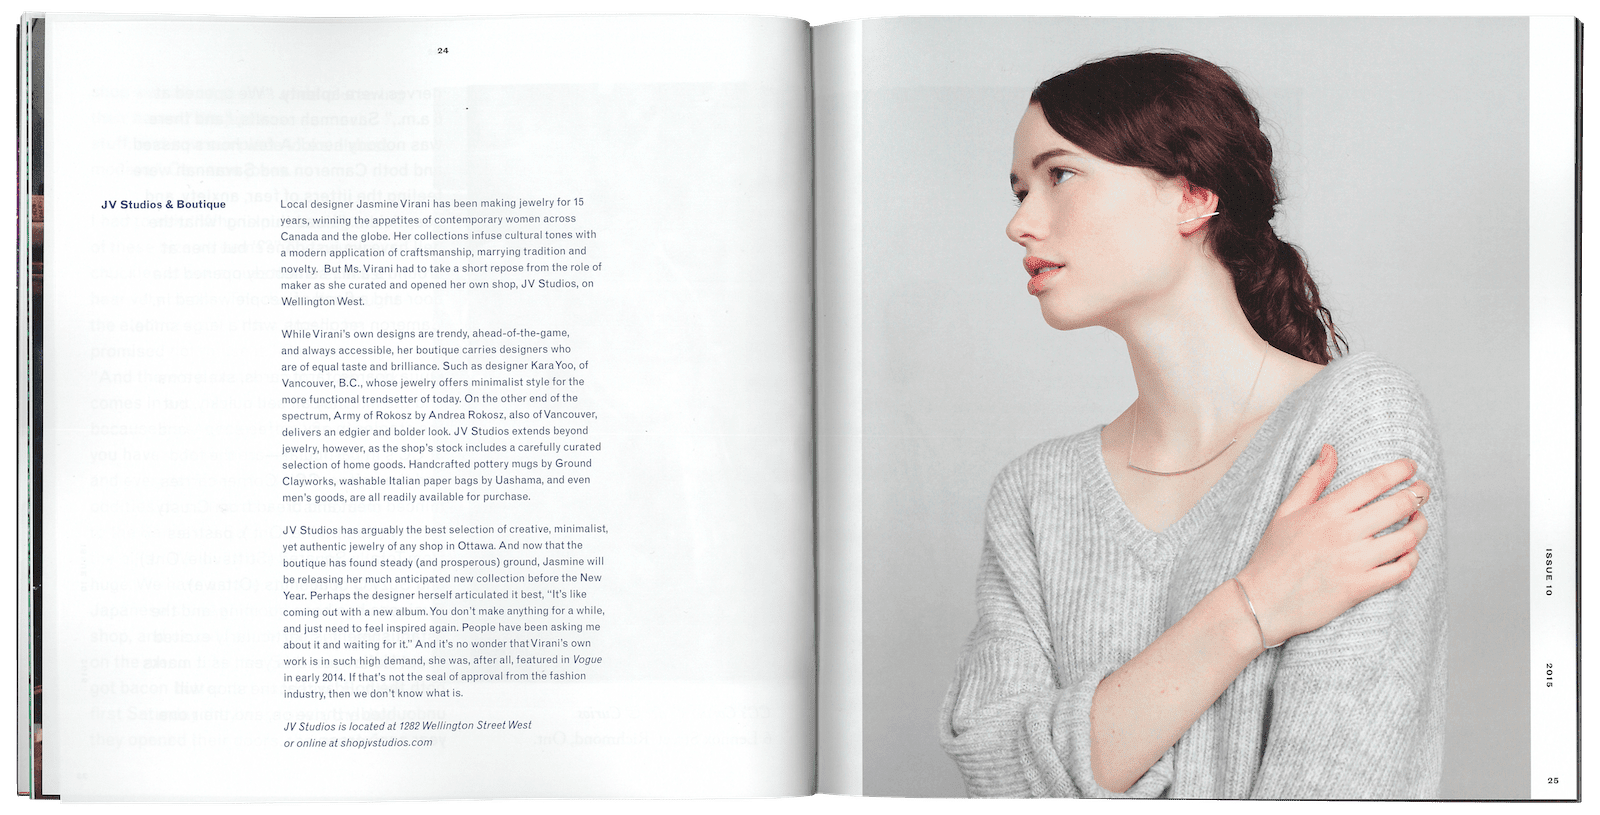 24
JV Studios & Boutique
Local designer Jasmine Virani has been making jewelry for 15
years, winning the appetites of contemporary women across
Canada and the globe. Her collections infuse cultural tones with
a modern application of craftsmanship, marrying tradition and
novelty. But Ms. Virani had to take a short repose from the role of
maker as she curated and opened her own shop, JV Studios, on
Wellington West.
While Virani's own designs are trendy, ahead-of-the-game,
and always accessible, her boutique carries designers who
are of equal taste and brilliance. Such as designer Kara Yoo, of
Vancouver, B.C., whose jewelry offers minimalist style for the
more functional trendsetter of today. On the other end of the
spectrum, Army of Rokosz by Andrea Rokosz, also of Vancouver,
delivers an edgier and bolder look. JV Studios extends beyond
jewelry, however, as the shop's stock includes a carefully curated
selection of home goods. Handcrafted pottery mugs by Ground
Clayworks, washable Italian paper bags by Uashama, and even
men's goods, are all readily available for purchase.
JV Studios has arguably the best selection of creative, minimalist,
yet authentic jewelry of any shop in Ottawa. And now that the
boutique has found steady (and prosperous) ground, Jasmine will
be releasing her much anticipated new collection before the New
Year. Perhaps the designer herself articulated it best, "It's like
coming out with a new album. You don't make anything for a while,
and just need to feel inspired again. People have been asking me
about it and waiting for it." And it's no wonder that Virani's own
work is in such high demand, she was, after all, featured in Vogue
in early 2014. If that's not the seal of approval from the fashion
industry, then we don't know what is.
JV Studios is located at 1282 Wellington Street West
or online at shopjvstudios.com
ISSUE 10
2015
25